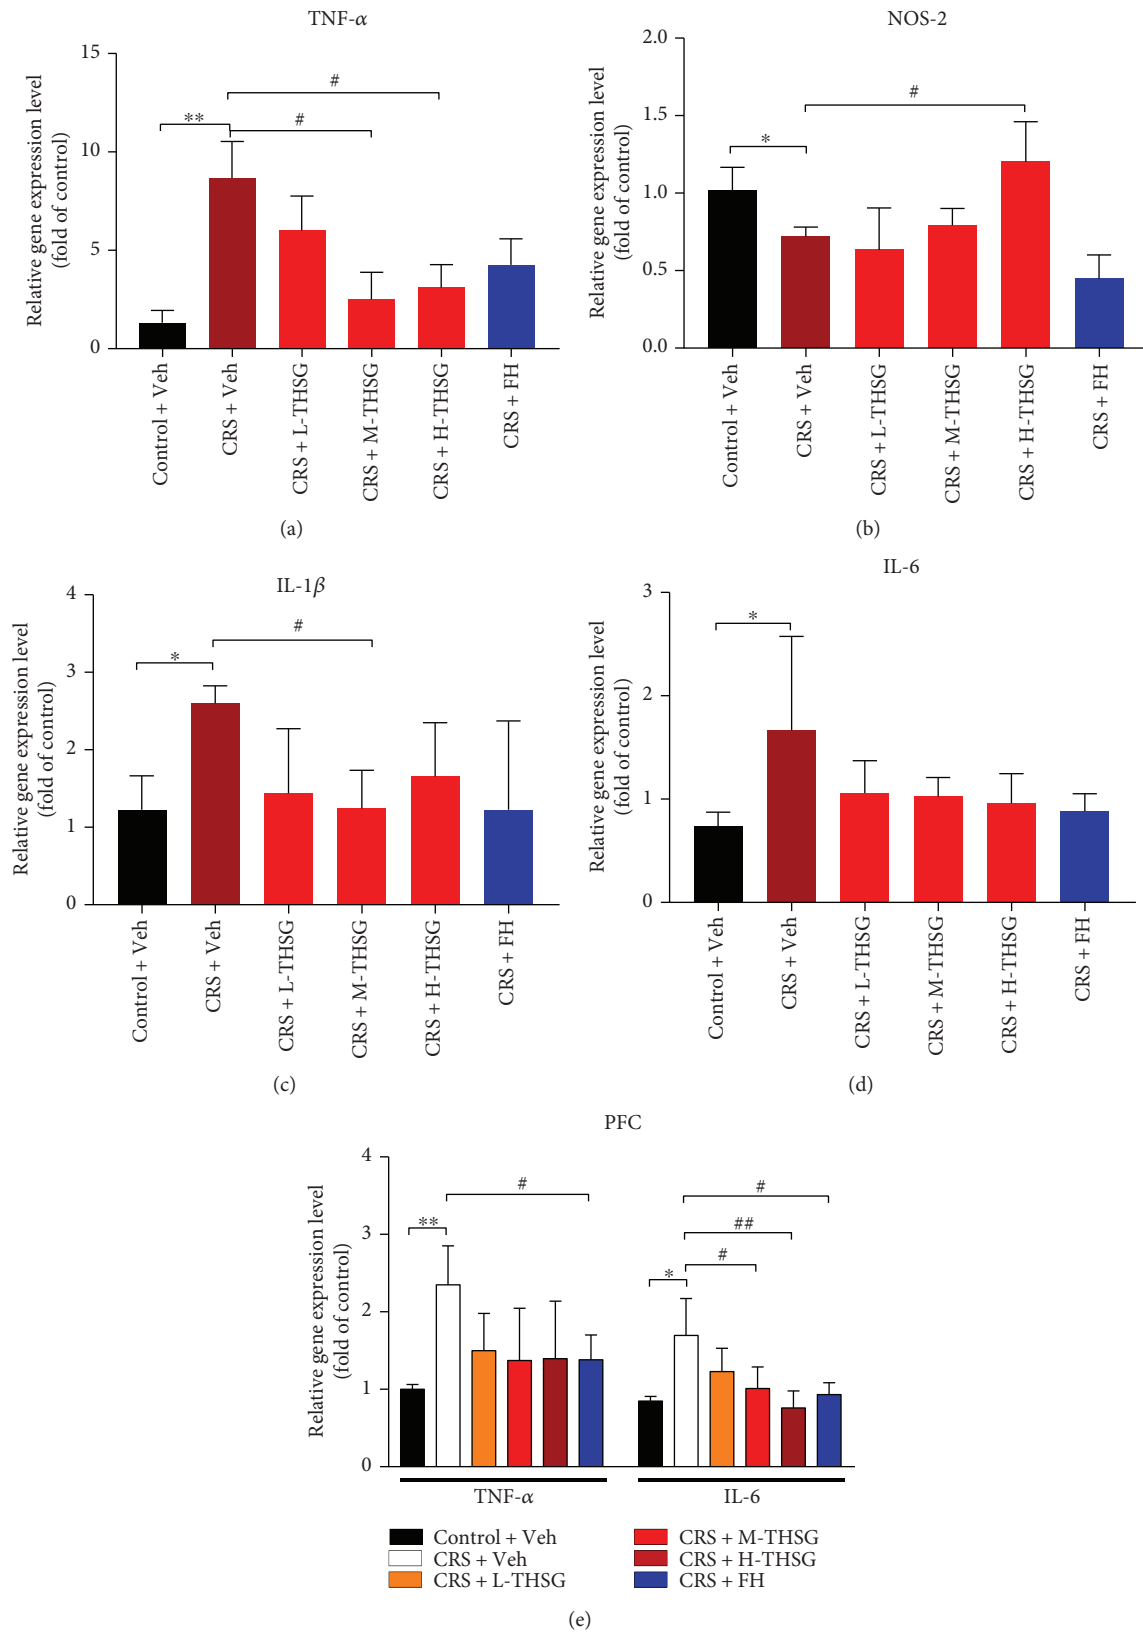 TNF-α
Relative gene expression level
(fold of control)
15
10
5
0
**
#
#
Control + Veh
CRS + Veh
CRS + L-THSG
CRS + M-THSG
CRS + H-THSG
CRS + FH
(a)
NOS-2
Relative gene expression level
(fold of control)
2.0
1.5
1.0
0.5
0.0
*
#
Control + Veh
CRS + Veh
CRS + L-THSG
CRS + M-THSG
CRS + H-THSG
CRS + FH
(b)
IL-1β
Relative gene expression level
(fold of control)
4
3
2
1
0
*
#
Control + Veh
CRS + Veh
CRS + L-THSG
CRS + M-THSG
CRS + H-THSG
CRS + FH
(c)
IL-6
Relative gene expression level
(fold of control)
3
2
1
0
*
Control + Veh
CRS + Veh
CRS + L-THSG
CRS + M-THSG
CRS + H-THSG
CRS + FH
(d)
PFC
Relative gene expression level
(fold of control)
4
3
2
1
0
**
#
*
#
##
#
TNF-α
IL-6
Control + Veh
CRS + Veh
CRS + L-THSG
CRS + M-THSG
CRS + H-THSG
CRS + FH
(e)